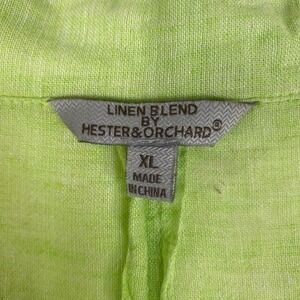 LINEN BLEND
BY
HESTER & ORCHARD®
XL
MADE
IN CHINA